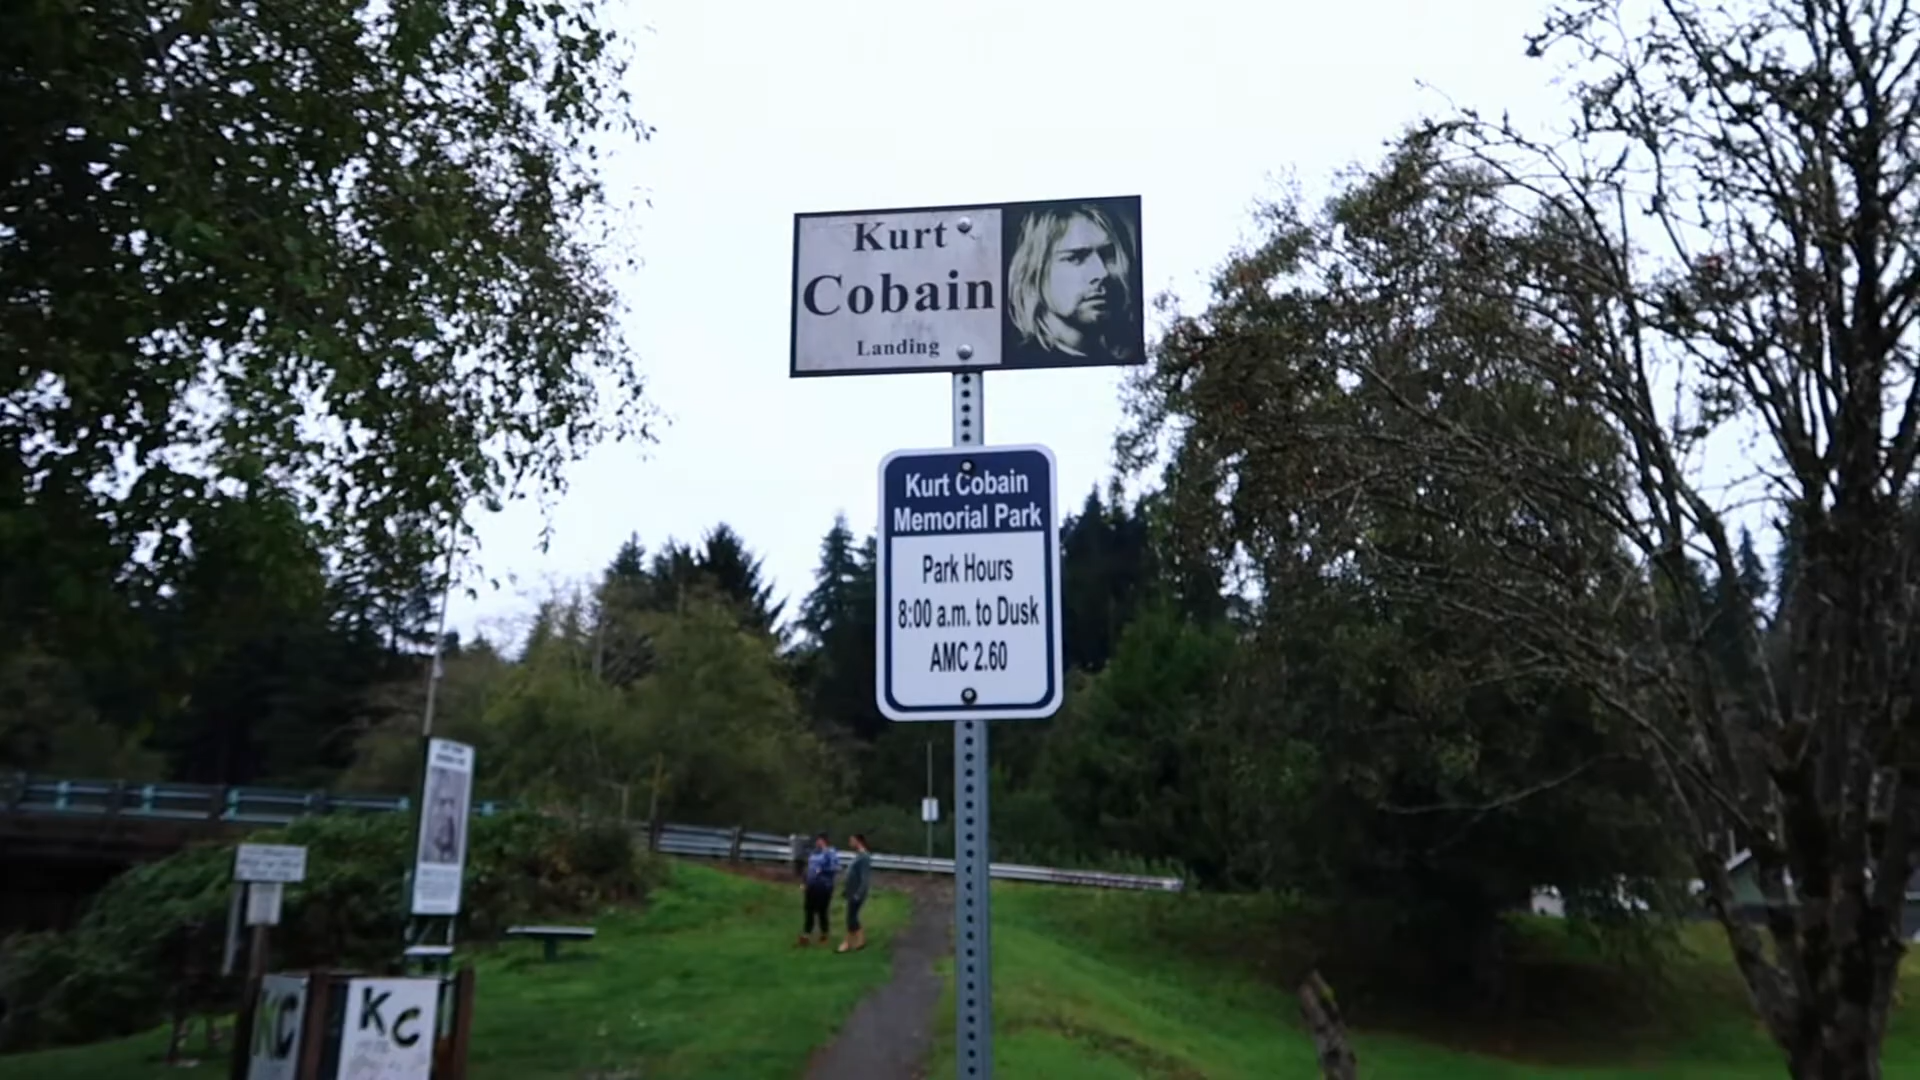 Kurt
Cobain
Landing
Kurt Cobain
Memorial Park
Park Hours
8:00 a.m. to Dusk
AMC 2.60
KC
KC